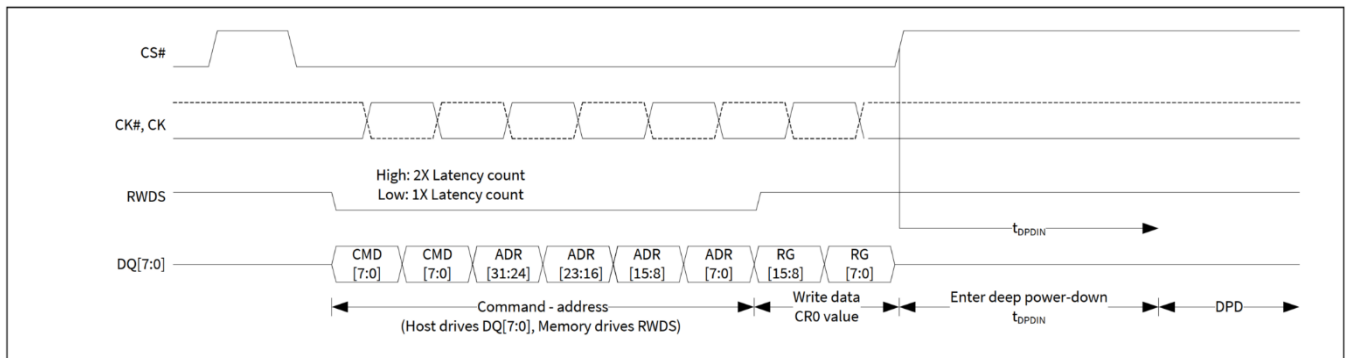 CS#
CK#, CK
High: 2X Latency count
Low: 1X Latency count
RWDS
tDPDIN
DQ[7:0]
CMD [7:0]
CMD [7:0]
ADR [31:24]
ADR [23:16]
ADR [15:8]
ADR [7:0]
RG [15:8]
RG [7:0]
Command - address
(Host drives DQ[7:0], Memory drives RWDS)
Write data
CR0 value
Enter deep power-down
tDPDIN
DPD